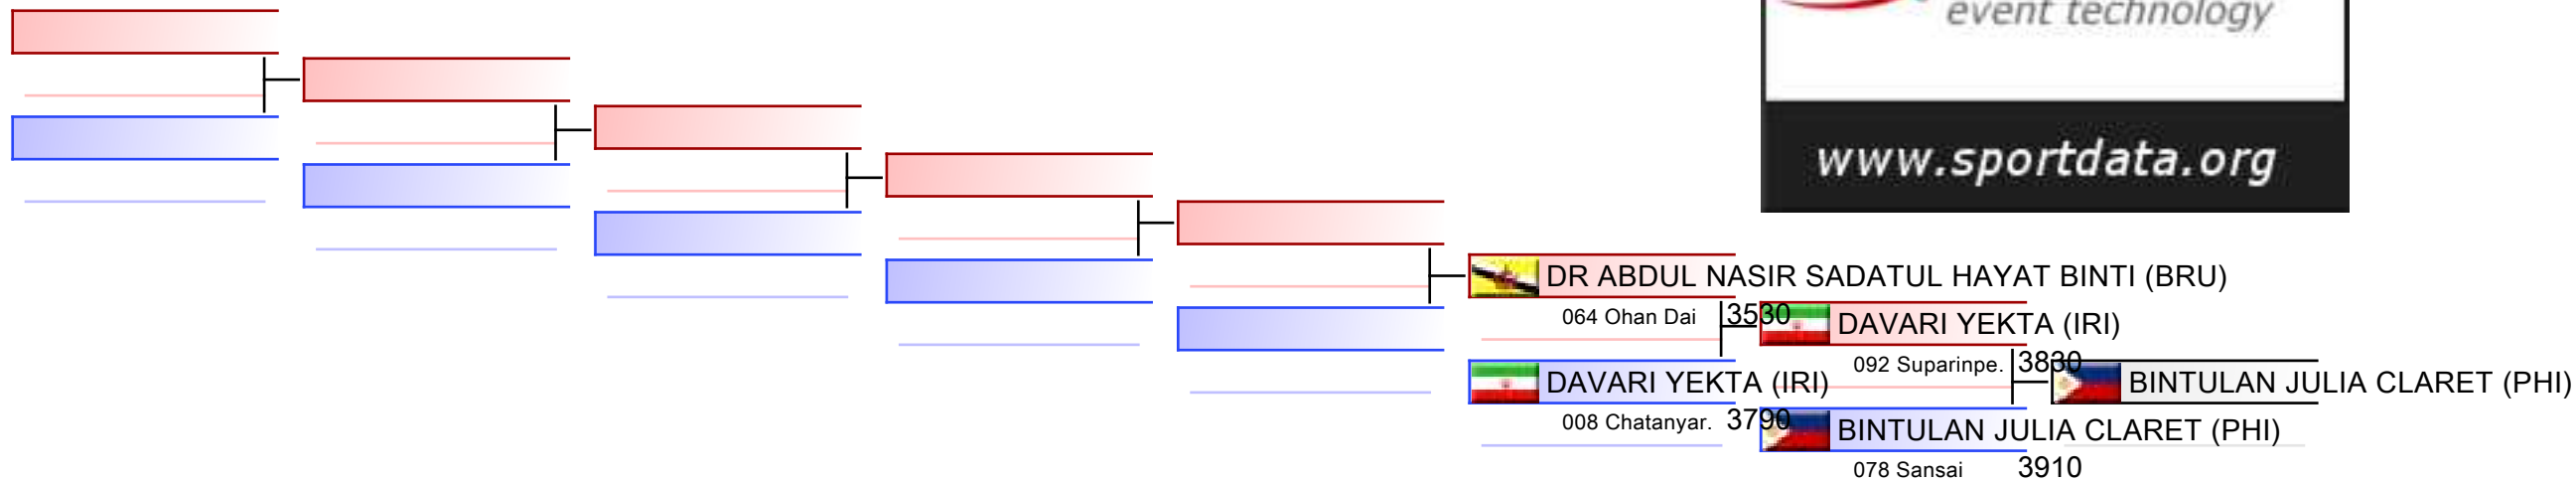 event technology
www.sportdata.org
DR ABDUL NASIR SADATUL HAYAT BINTI (BRU)
064 Ohan Dai 3530
DAVARI YEKTA (IRI)
008 Chatanyar. 3790
DAVARI YEKTA (IRI)
092 Suparinpe. 3830
BINTULAN JULIA CLARET (PHI)
078 Sansai 3910
BINTULAN JULIA CLARET (PHI)